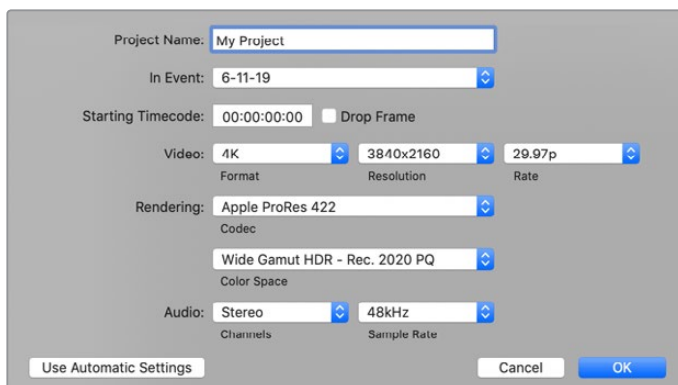 Project Name: My Project
In Event: 6-11-19
Starting Timecode: 00:00:00:00 Drop Frame
Video: 4K 3840x2160 29.97p
Format Resolution Rate
Rendering: Apple ProRes 422
Codec
Wide Gamut HDR - Rec. 2020 PQ
Color Space
Audio: Stereo 48kHz
Channels Sample Rate
Use Automatic Settings Cancel OK